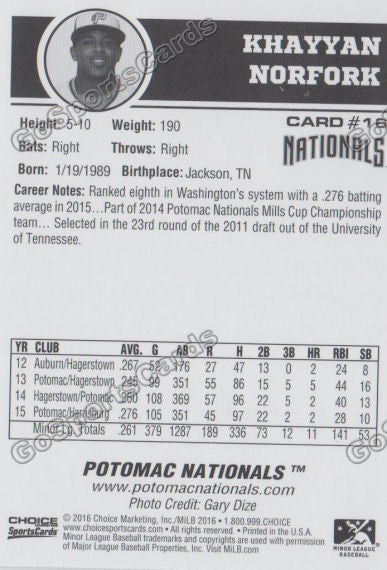 KHAYYAN
NORFORK
CARD #16
NATIONALS
Height: 5-10 Weight: 190
Bats: Right Throws: Right
Born: 1/19/1989 Birthplace: Jackson, TN
Career Notes: Ranked eighth in Washington's system with a .276 batting
average in 2015…Part of 2014 Potomac Nationals Mills Cup Championship
team… Selected in the 23rd round of the 2011 draft out of the University
of Tennessee.
YR CLUB AVG. G AB R H 2B 3B HR RBI SB
12 Auburn/Hagerstown .267 52 176 27 47 13 0 2 24 8
13 Potomac/Hagerstown .245 99 351 55 86 15 5 5 44 16
14 Hagerstown/Potomac .260 108 369 57 96 22 5 2 40 13
15 Potomac/Harrisburg .276 105 351 45 97 22 2 2 28 10
Minor Lg. Totals .261 379 1287 189 336 73 12 11 141 53
POTOMAC NATIONALS ™
www.potomacnationals.com
Photo Credit: Gary Dize
CHOICE
SportsCards
© 2016 Choice Marketing, Inc./MiLB 2016 • 1.800.999.CHOICE
www.choicesportscards.com • Printed in the U.S.A.
Minor League Baseball trademarks and copyrights are used with permission
of Major League Baseball Properties, Inc. Visit MiLB.com
MINOR LEAGUE
BASEBALL
GoSportsCards
GoSportsCards
GoSportsCards
GoSportsCards